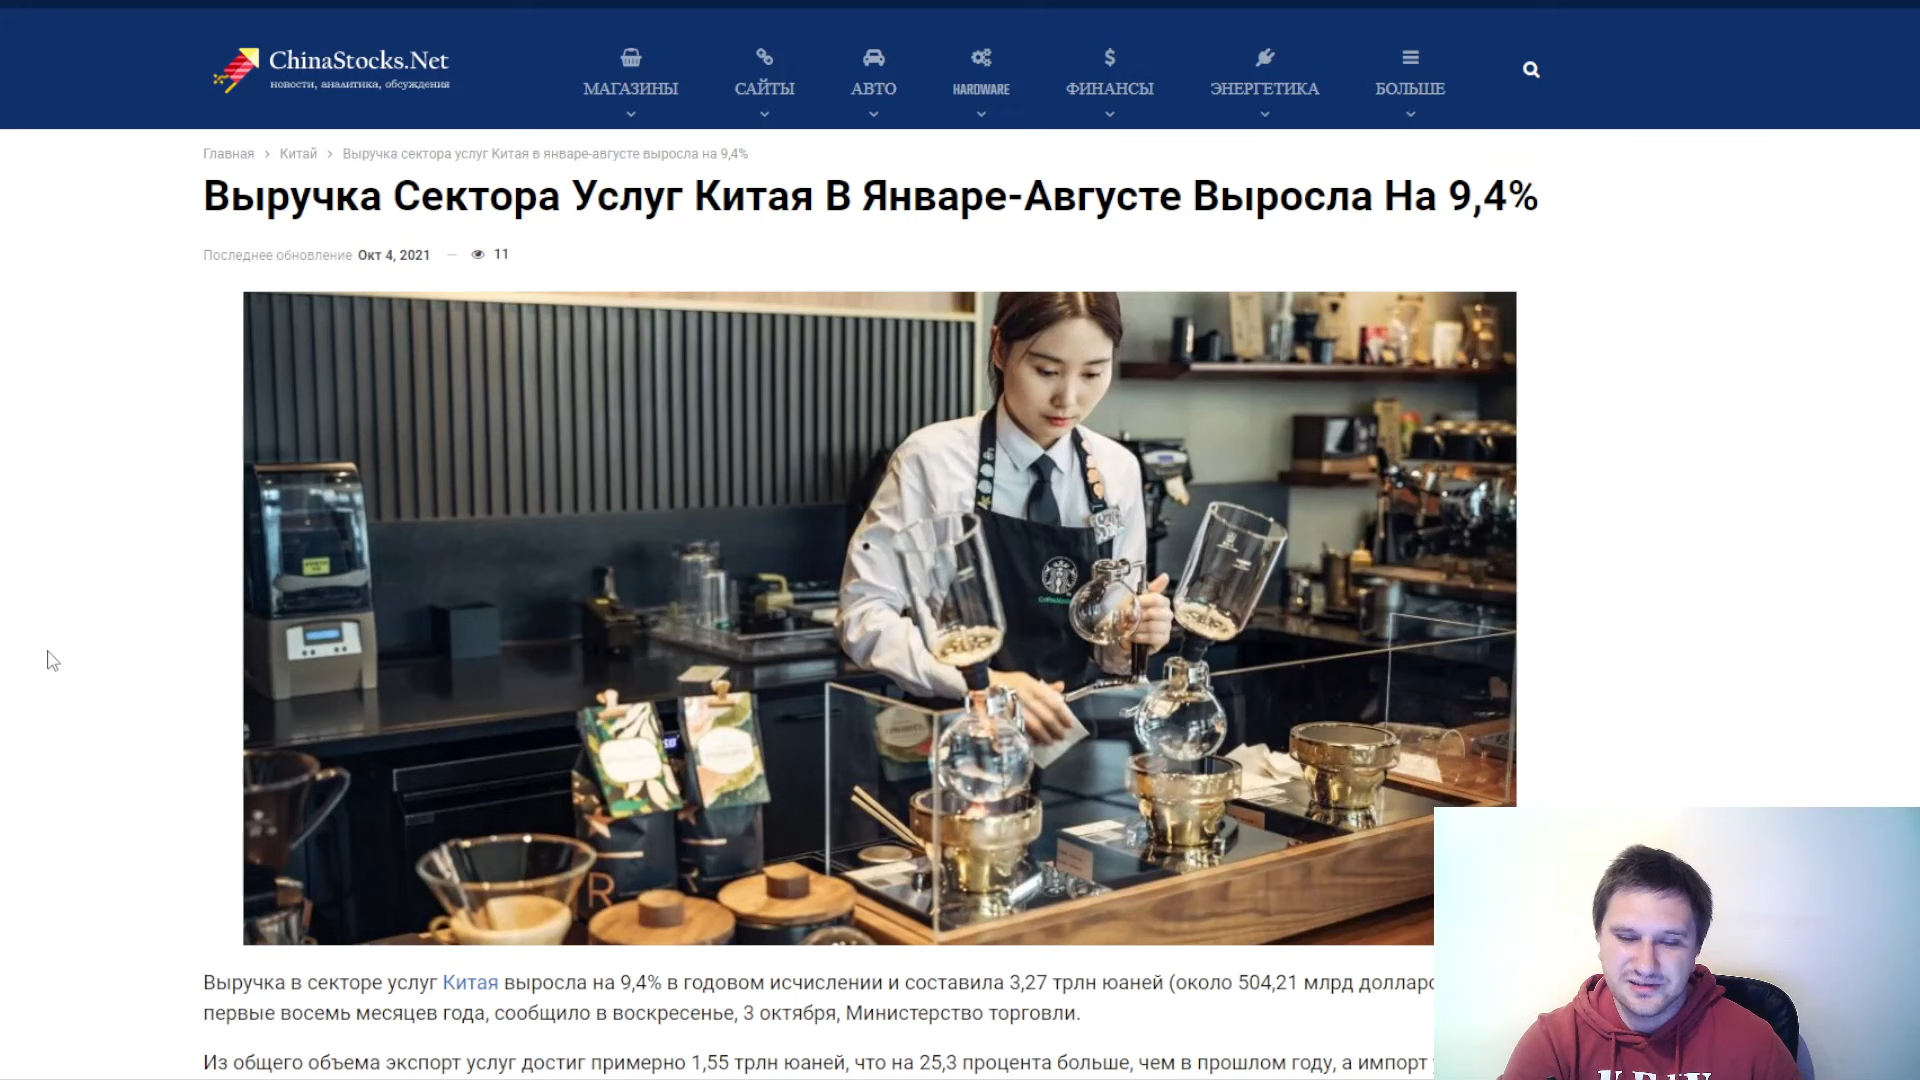 ChinaStocks.Net
новости, аналитика, обсуждения
МАГАЗИНЫ
САЙТЫ
АВТО
HARDWARE
ФИНАНСЫ
ЭНЕРГЕТИКА
БОЛЬШЕ
Главная > Китай > Выручка сектора услуг Китая в январе-августе выросла на 9,4%
Выручка Сектора Услуг Китая В Январе-Августе Выросла На 9,4%
Последнее обновление Окт 4, 2021 — 11
R
Выручка в секторе услуг Китая выросла на 9,4% в годовом исчислении и составила 3,27 трлн юаней (около 504,21 млрд
первые восемь месяцев года, сообщило в воскресенье, 3 октября, Министерство торговли.
Из общего объема экспорт услуг достиг примерно 1,55 трлн юаней, что на 25,3 процента больше, чем в прошлом году, а импорт